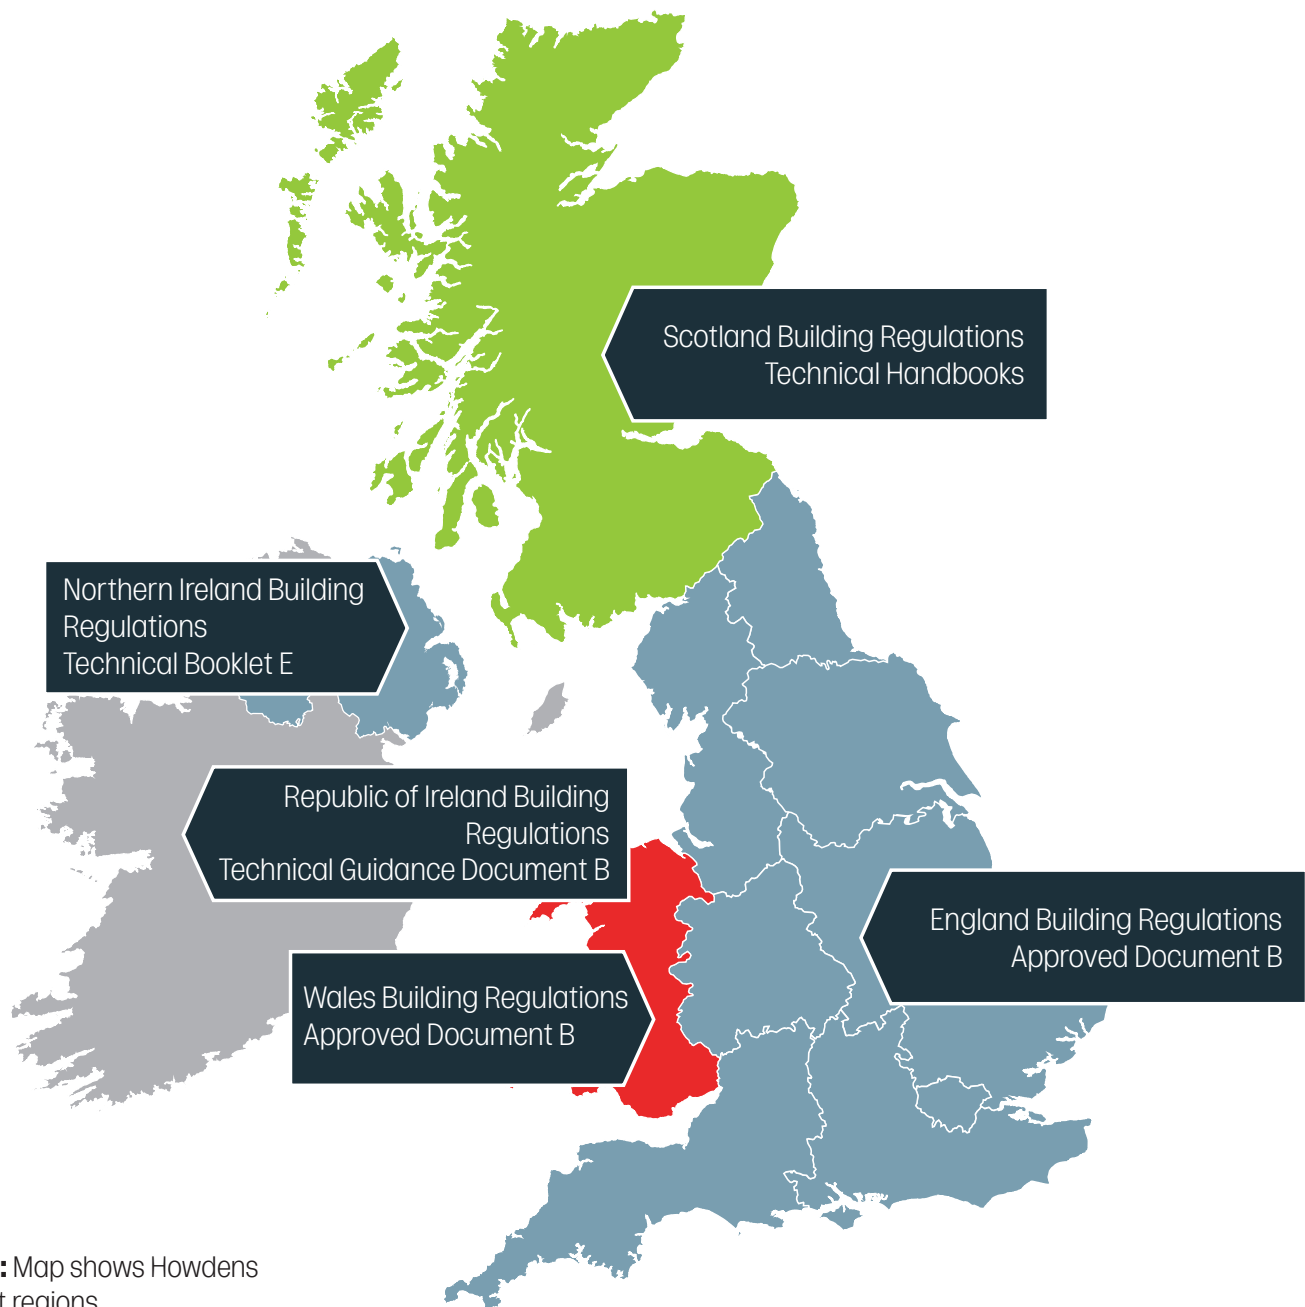 Scotland Building Regulations
Technical Handbooks
Northern Ireland Building
Regulations
Technical Booklet E
Republic of Ireland Building
Regulations
Technical Guidance Document B
England Building Regulations
Approved Document B
Wales Building Regulations
Approved Document B
: Map shows Howdens
regions